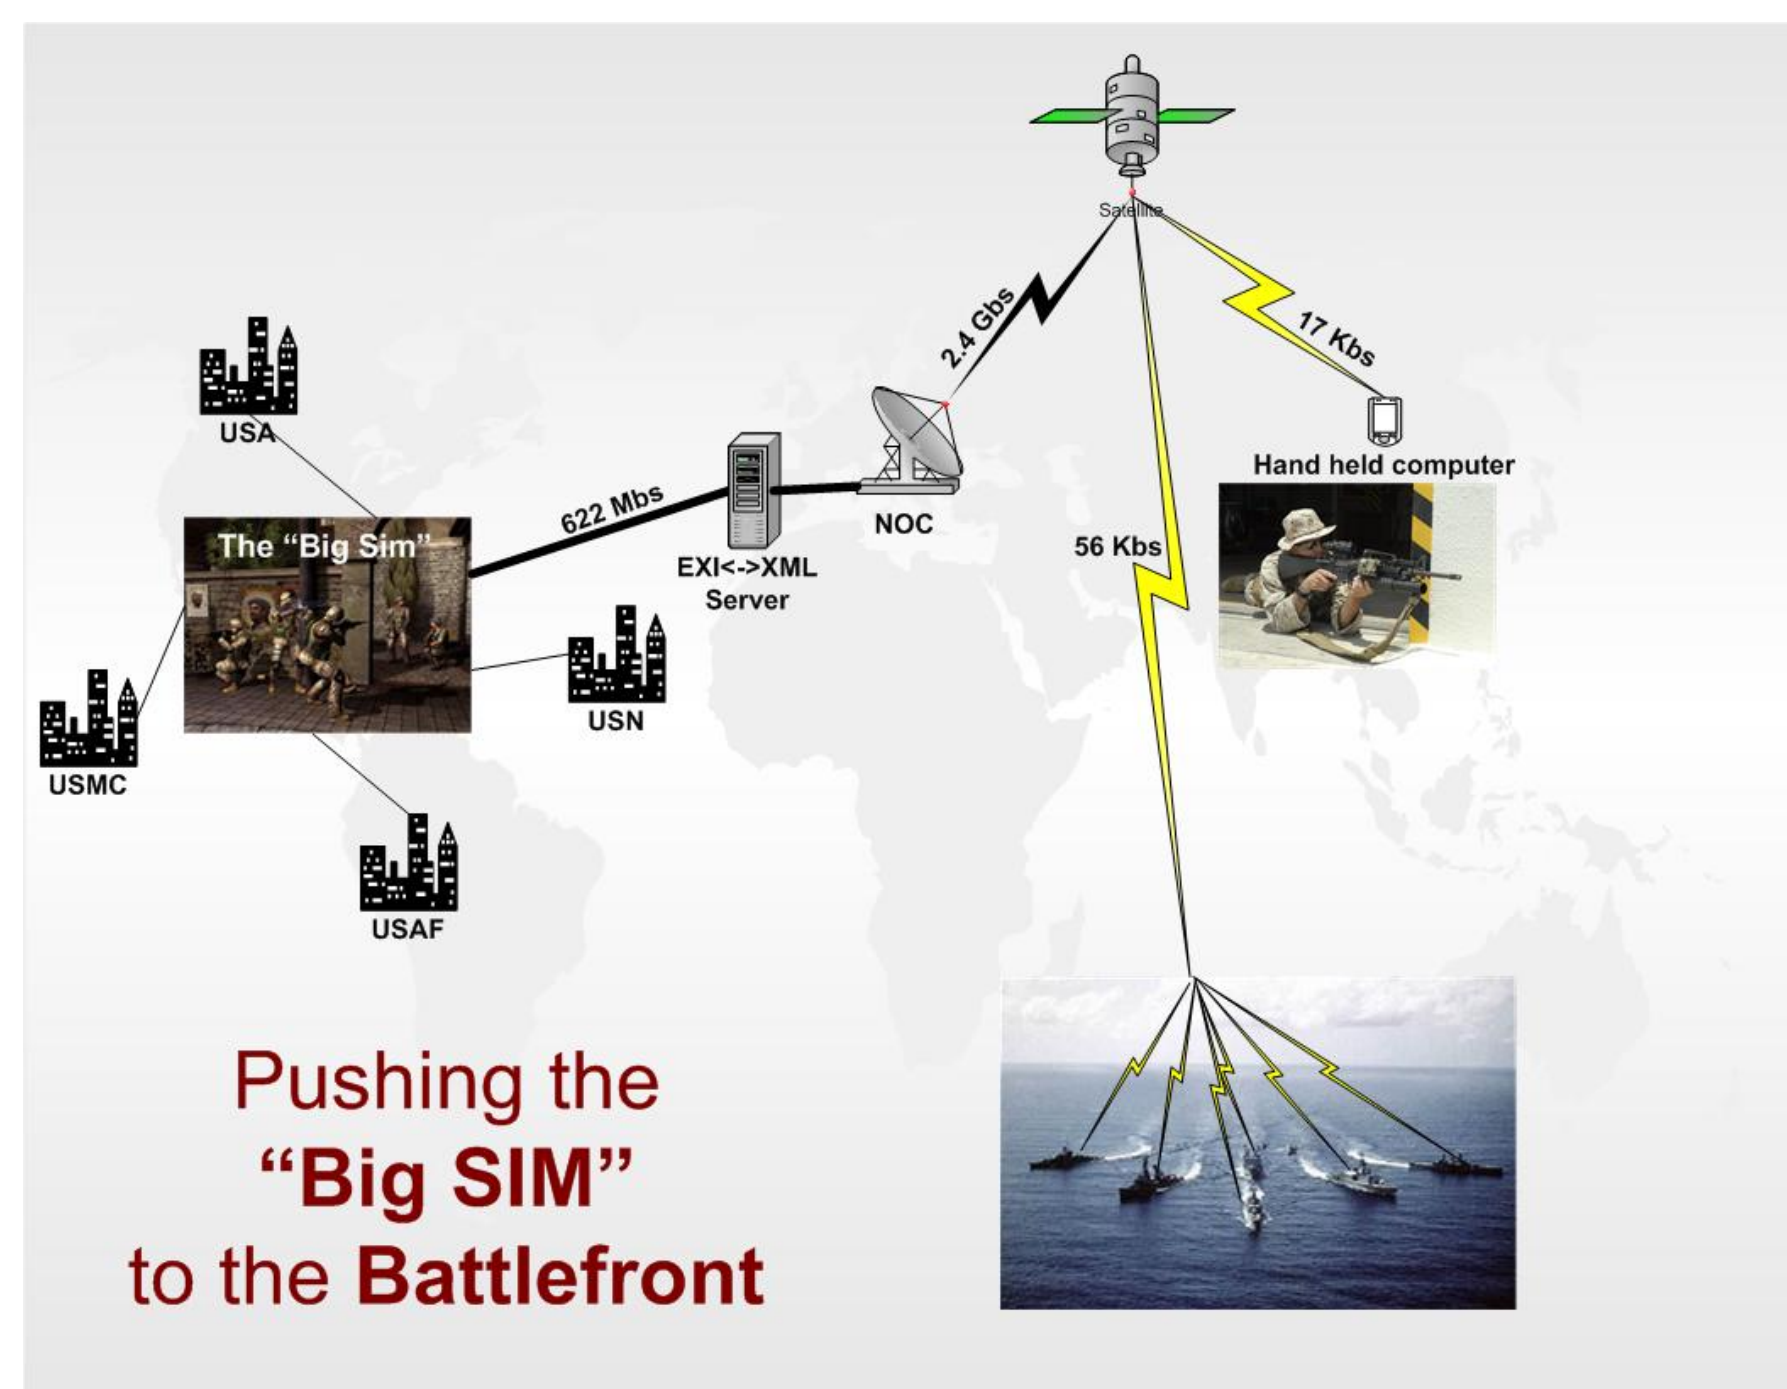 Satellite
2.4 Gbs
17 Kbs
USA
Hand held computer
622 Mbs
NOC
The “Big Sim”
56 Kbs
EXI<->XML
Server
USN
USMC
USAF
Pushing the
“Big SIM”
to the Battlefront